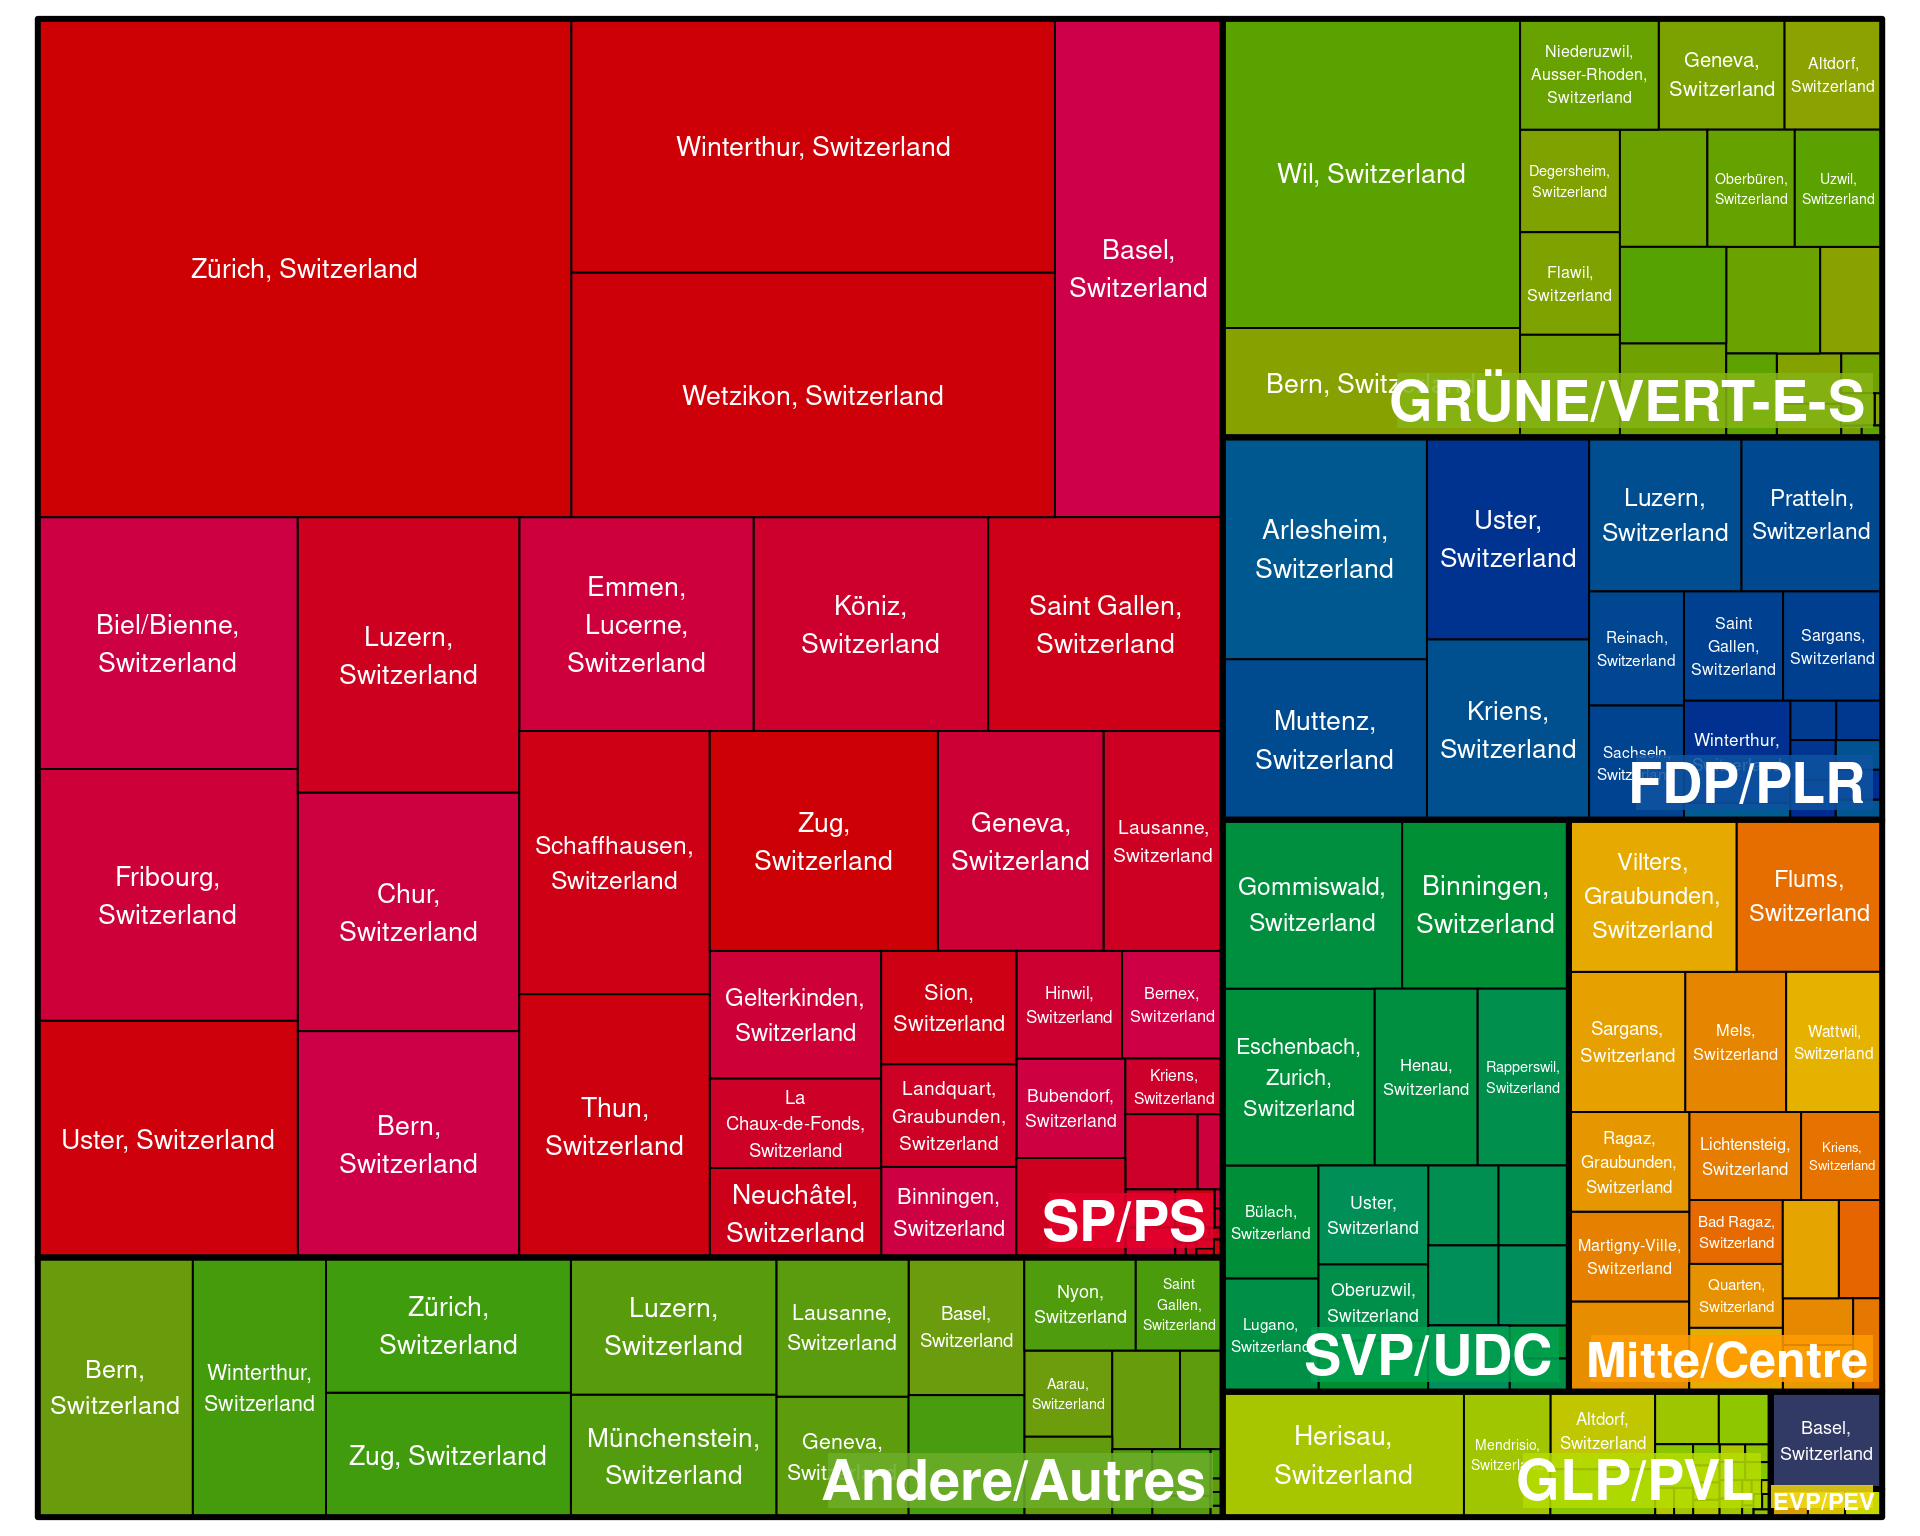 Zürich, Switzerland
Winterthur, Switzerland
Wetzikon, Switzerland
Basel,
Switzerland
Biel/Bienne,
Switzerland
Fribourg,
Switzerland
Uster, Switzerland
Luzern,
Switzerland
Chur,
Switzerland
Bern,
Switzerland
Emmen,
Lucerne,
Switzerland
Köniz,
Switzerland
Saint Gallen,
Switzerland
Schaffhausen,
Switzerland
Thun,
Switzerland
Zug,
Switzerland
Geneva,
Switzerland
Lausanne,
Switzerland
Gelterkinden,
Switzerland
La
Chaux-de-Fonds,
Switzerland
Neuchâtel,
Switzerland
Sion,
Switzerland
Landquart,
Graubunden,
Switzerland
Binningen,
Switzerland
Hinwil,
Switzerland
Bernex,
Switzerland
Bubendorf,
Switzerland
Kriens,
Switzerland
SP/PS
Bern,
Switzerland
Winterthur,
Switzerland
Zürich,
Switzerland
Zug, Switzerland
Luzern,
Switzerland
Münchenstein,
Switzerland
Lausanne,
Switzerland
Geneva,
Switzerland
Basel,
Switzerland
Nyon,
Switzerland
Saint
Gallen,
Switzerland
Aarau,
Switzerland
Andere/Autres
Wil, Switzerland
Bern, Switzerland
Niederuzwil,
Ausser-Rhoden,
Switzerland
Geneva,
Switzerland
Altdorf,
Switzerland
Degersheim,
Switzerland
Oberbüren,
Switzerland
Uzwil,
Switzerland
Flawil,
Switzerland
GRÜNE/VERT-E-S
Arlesheim,
Switzerland
Muttenz,
Switzerland
Uster,
Switzerland
Kriens,
Switzerland
Luzern,
Switzerland
Pratteln,
Switzerland
Reinach,
Switzerland
Saint
Gallen,
Switzerland
Sargans,
Switzerland
Sachseln,
Switzerland
Winterthur,
Switzerland
FDP/PLR
Gommiswald,
Switzerland
Binningen,
Switzerland
Eschenbach,
Zurich,
Switzerland
Henau,
Switzerland
Rapperswil,
Switzerland
Bülach,
Switzerland
Lugano,
Switzerland
Uster,
Switzerland
Oberuzwil,
Switzerland
SVP/UDC
Vilters,
Graubunden,
Switzerland
Flums,
Switzerland
Sargans,
Switzerland
Mels,
Switzerland
Wattwil,
Switzerland
Ragaz,
Graubunden,
Switzerland
Lichtensteig,
Switzerland
Kriens,
Switzerland
Martigny-Ville,
Switzerland
Bad Ragaz,
Switzerland
Quarten,
Switzerland
Mitte/Centre
Herisau,
Switzerland
Mendrisio,
Switzerland
Altdorf,
Switzerland
GLP/PVL
Basel,
Switzerland
EVP/PEV